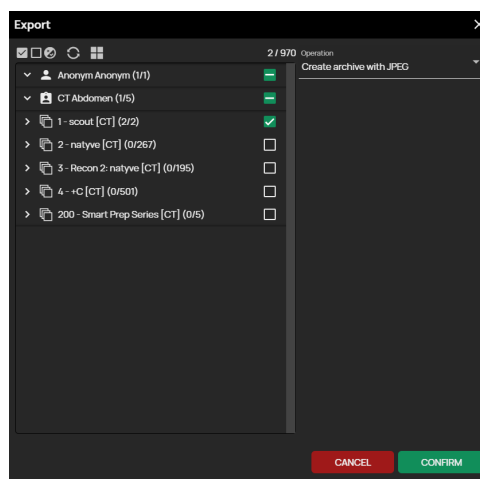 Export
2 / 970
Operation
Create archive with JPEG
Anonym Anonym (1/1)
CT Abdomen (1/5)
1 - scout [CT] (2/2)
2 - natyve [CT] (0/267)
3 - Recon 2: natyve [CT] (0/195)
4 - +C [CT] (0/501)
200 - Smart Prep Series [CT] (0/5)
CANCEL
CONFIRM